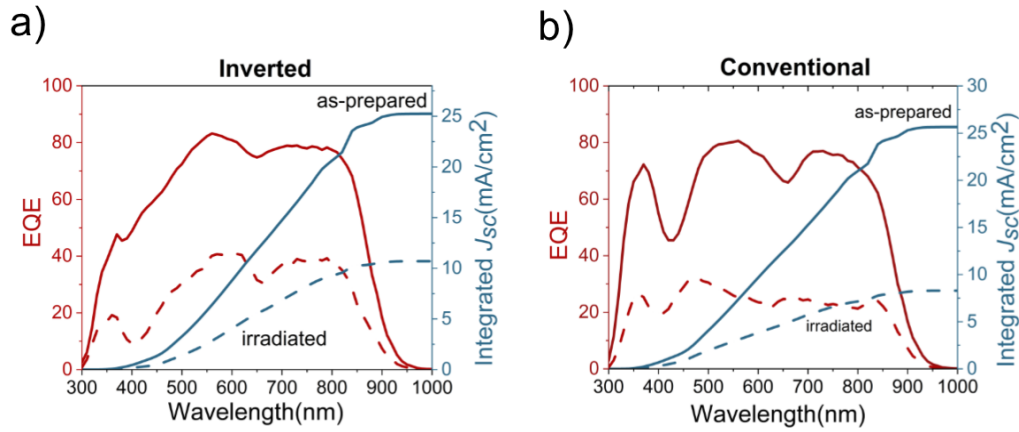 a)
Inverted
as-prepared
irradiated
EQE
100
80
60
40
20
0
Integrated JSC(mA/cm2)
25
20
15
10
5
0
300 400 500 600 700 800 900 1000
Wavelength(nm)
b)
Conventional
as-prepared
irradiated
EQE
100
80
60
40
20
0
Integrated JSC(mA/cm2)
30
25
20
15
10
5
0
300 400 500 600 700 800 900 1000
Wavelength(nm)